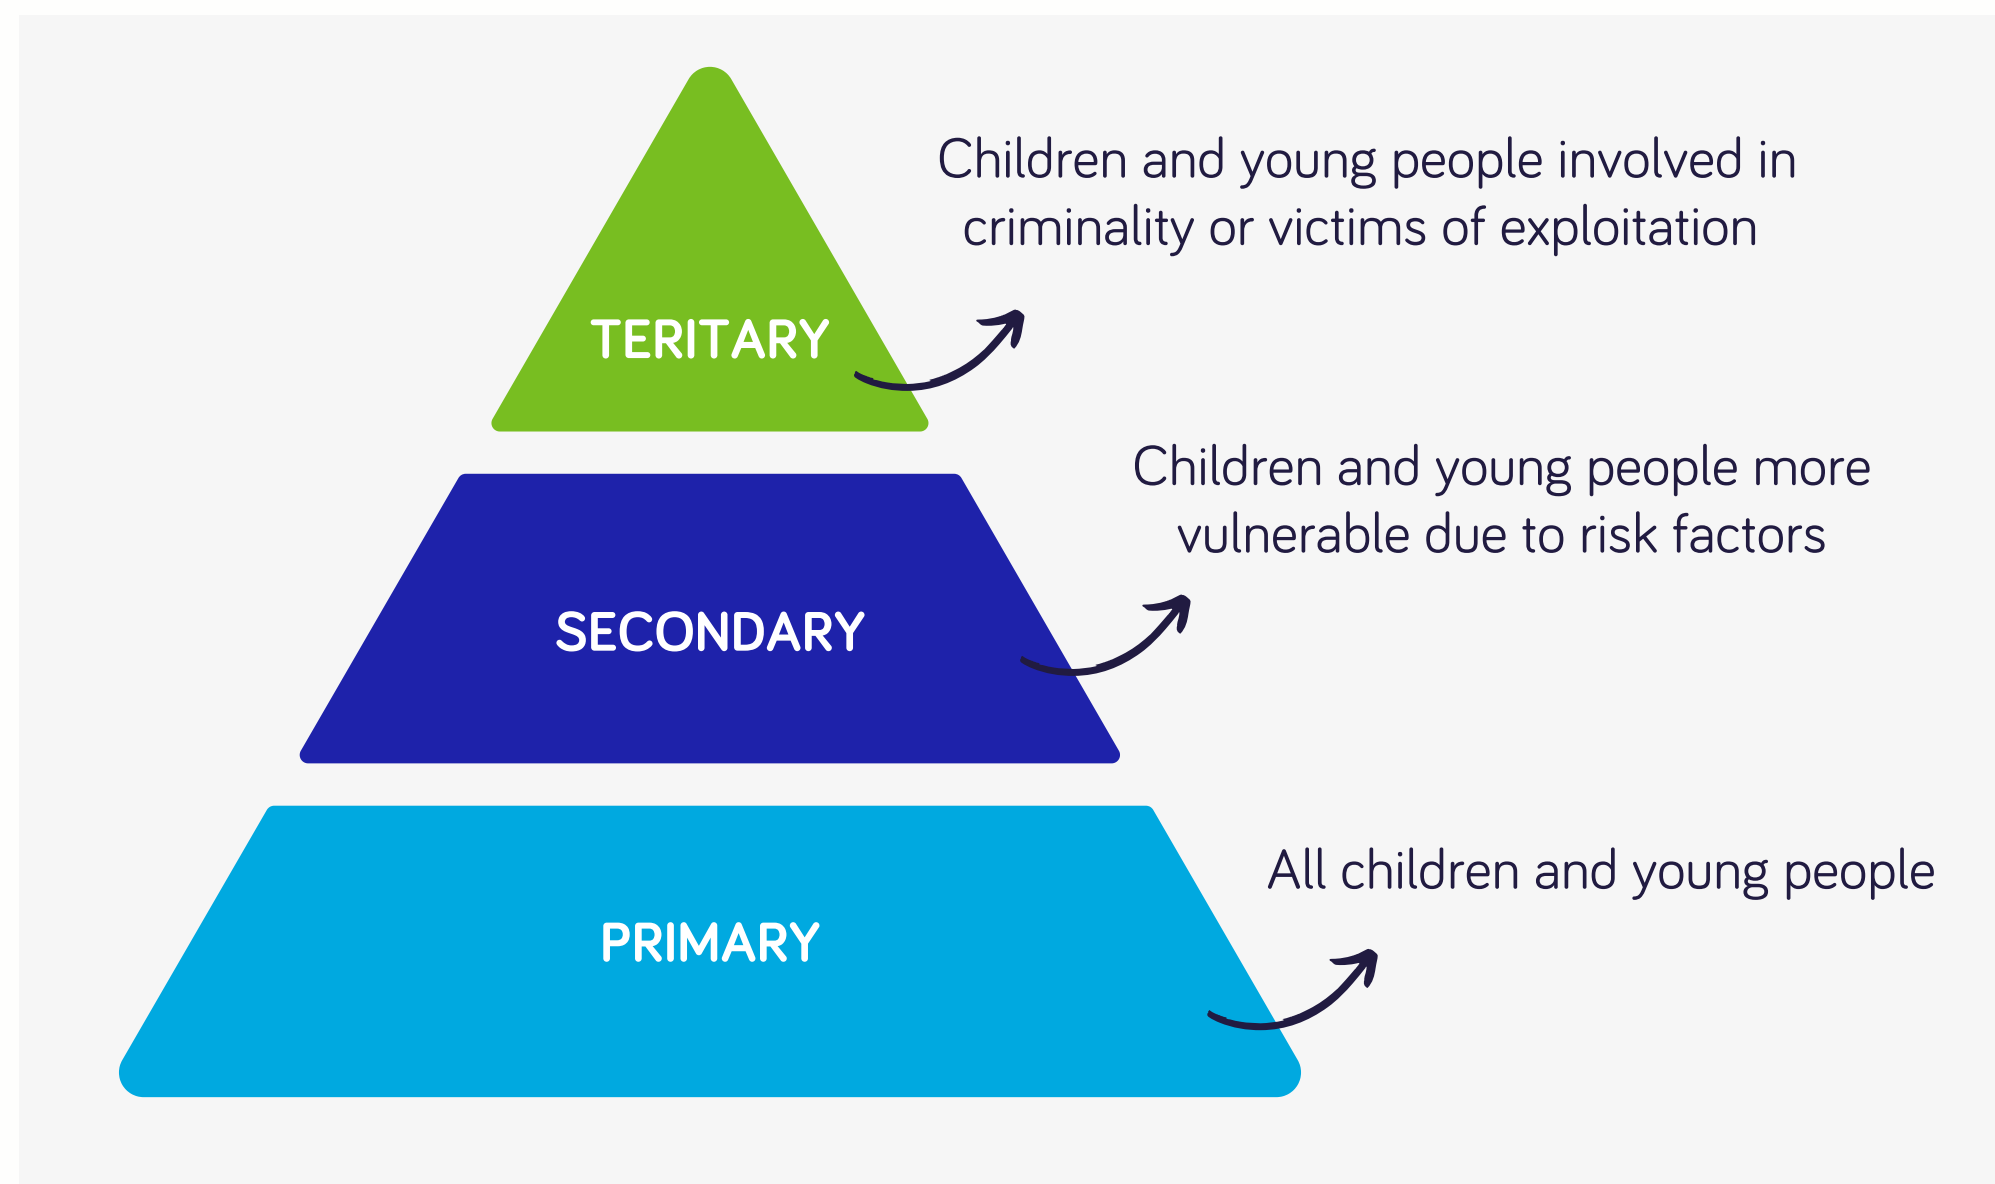 Children and young people involved in
criminality or victims of exploitation
TERITARY
Children and young people more
vulnerable due to risk factors
SECONDARY
All children and young people
PRIMARY